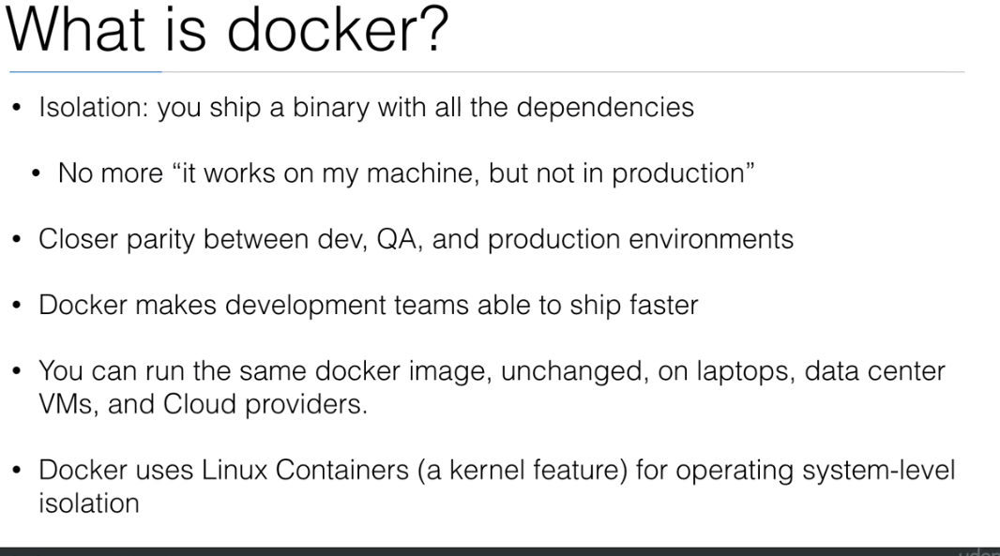 What is docker?
• Isolation: you ship a binary with all the dependencies
• No more “it works on my machine, but not in production”
• Closer parity between dev, QA, and production environments
• Docker makes development teams able to ship faster
• You can run the same docker image, unchanged, on laptops, data center
VMs, and Cloud providers.
• Docker uses Linux Containers (a kernel feature) for operating system-level
isolation